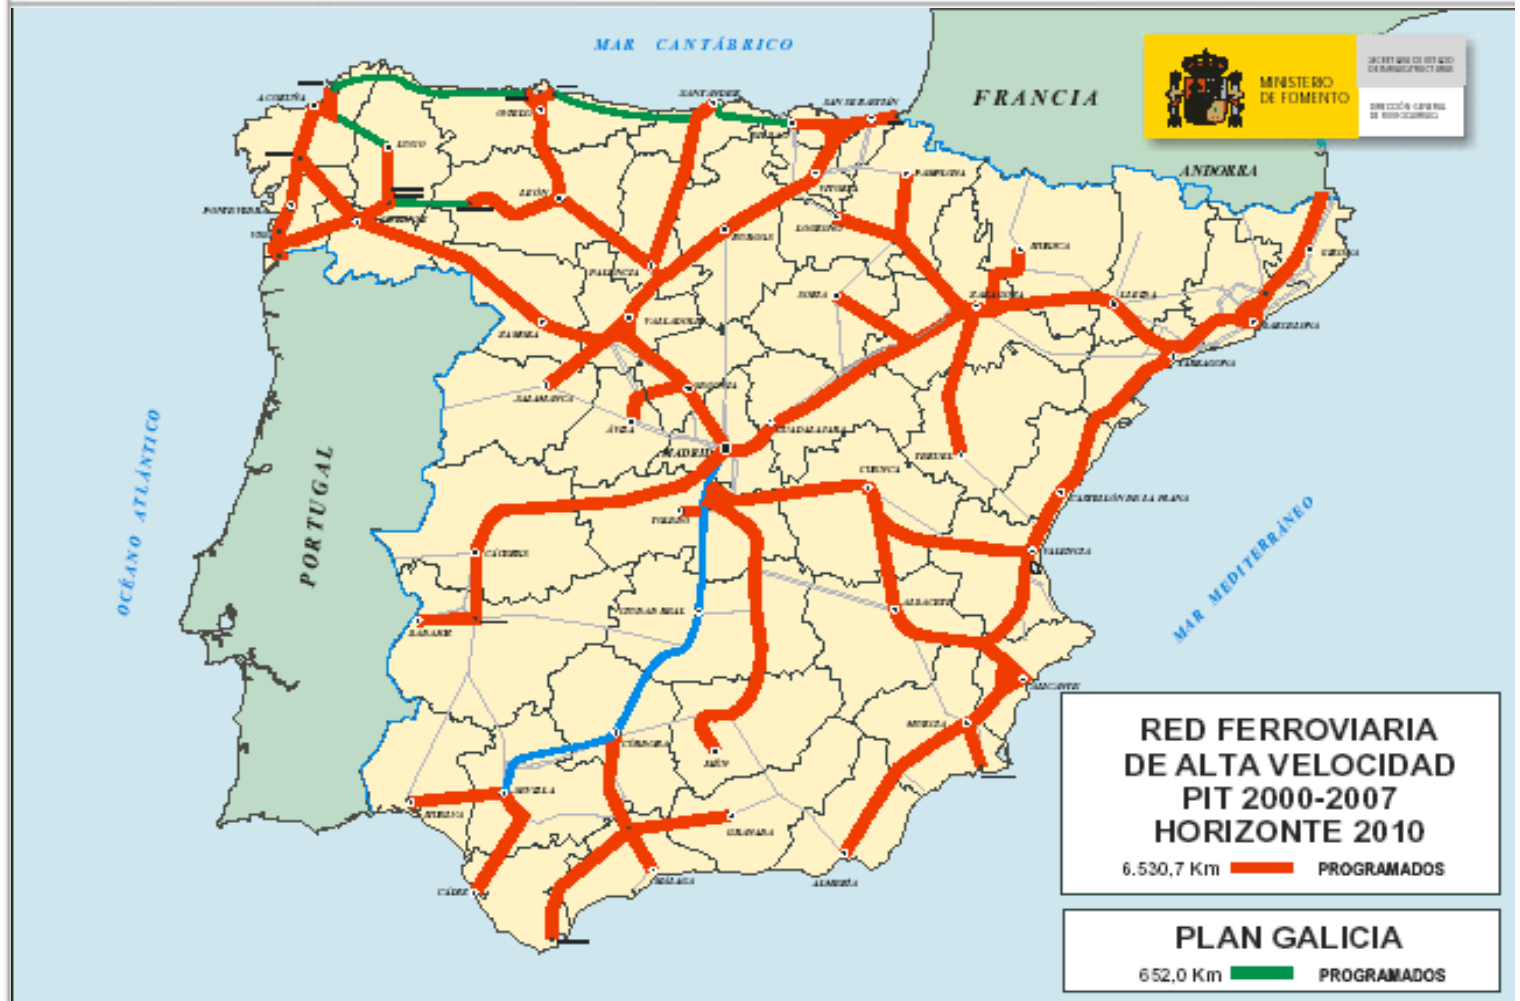 MAR CANTÁBRICO
FRANCIA
MINISTERIO
DE FOMENTO
ANDORRA
A CORUÑA
OVIEDO
SANTANDER
SAN SEBASTIÁN
LUGO
LEÓN
VITORIA
PAMPLONA
PONTEVEDRA
LOGROÑO
BURGOS
HUESCA
GIRONA
PALENCIA
SORIA
ZARAGOZA
LLEIDA
ZAMORA
VALLADOLID
BARCELONA
TARRAGONA
SALAMANCA
SEGOVIA
ÁVILA
GUADALAJARA
MADRID
TERUEL
CUENCA
CASTELLÓN DE LA PLANA
TOLEDO
VALENCIA
CÁCERES
OCÉANO ATLÁNTICO
PORTUGAL
MAR MEDITERRÁNEO
CIUDAD REAL
ALBACETE
BADAJOZ
ALICANTE
MURCIA
CÓRDOBA
JAÉN
SEVILLA
HUELVA
GRANADA
CÁDIZ
MÁLAGA
ALMERÍA
RED FERROVIARIA
DE ALTA VELOCIDAD
PIT 2000-2007
HORIZONTE 2010
6.530,7 Km PROGRAMADOS
PLAN GALICIA
652,0 Km PROGRAMADOS